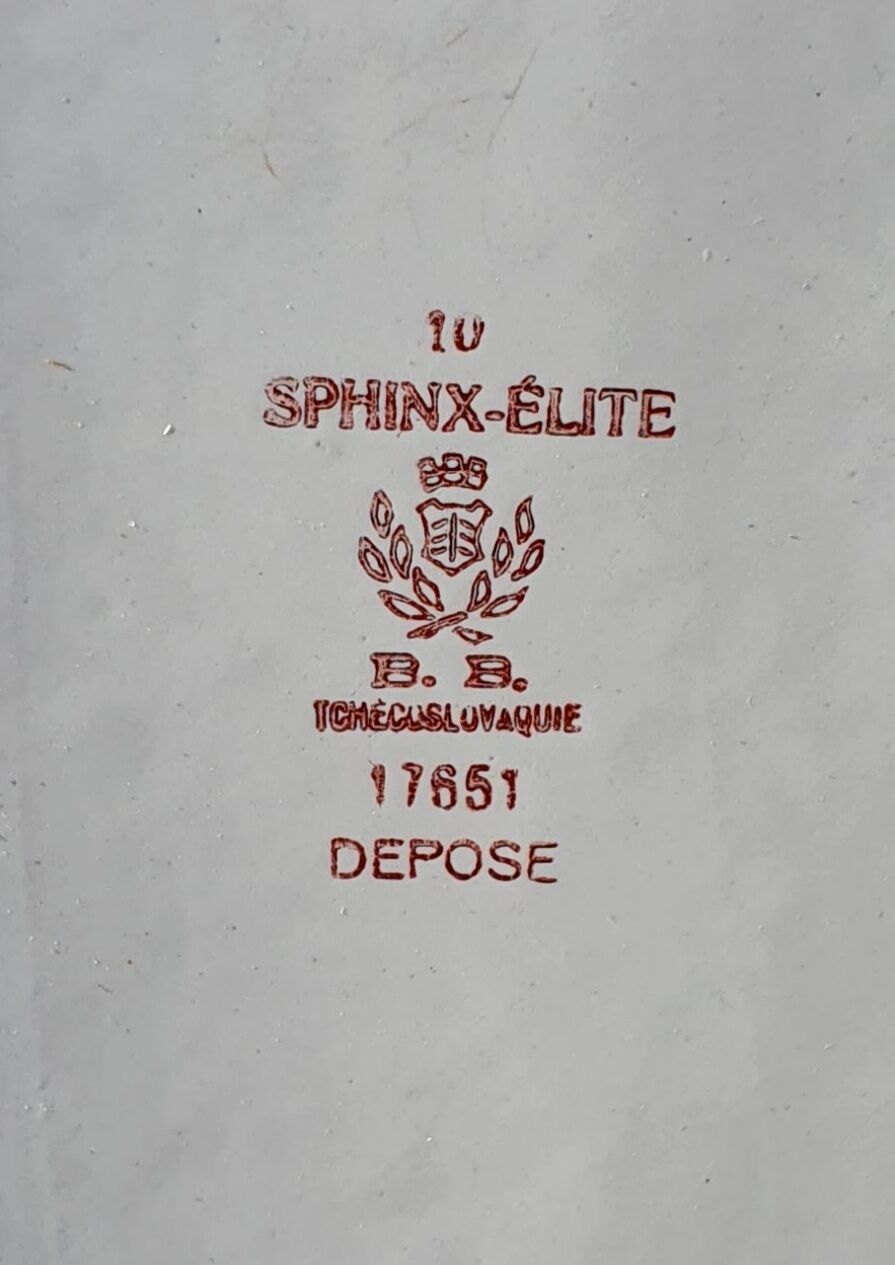 10
SPHINX-ÉLITE
B. B.
TCHÉCOSLOVAQUIE
17651
DEPOSE